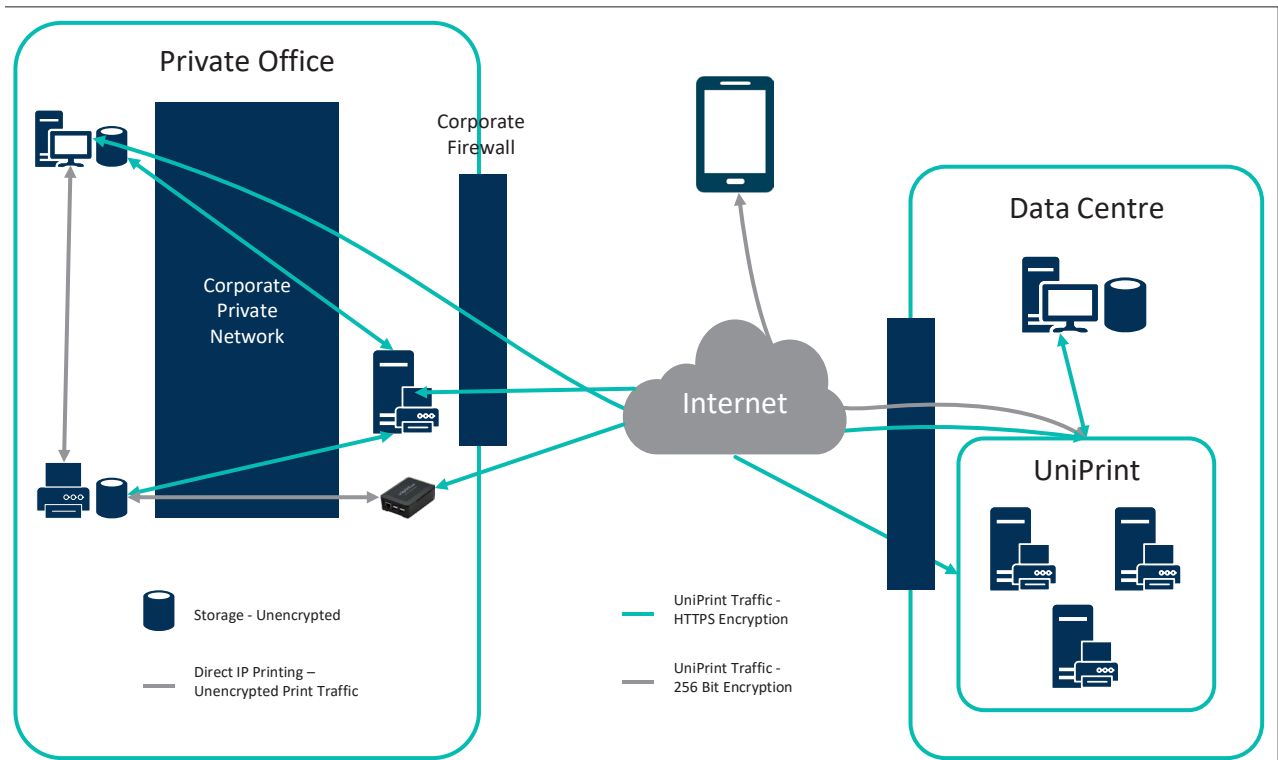 Private Office
Corporate
Firewall
Corporate
Private
Network
Internet
Data Centre
UniPrint
Storage - Unencrypted
Direct IP Printing –
Unencrypted Print Traffic
UniPrint Traffic -
HTTPS Encryption
UniPrint Traffic -
256 Bit Encryption